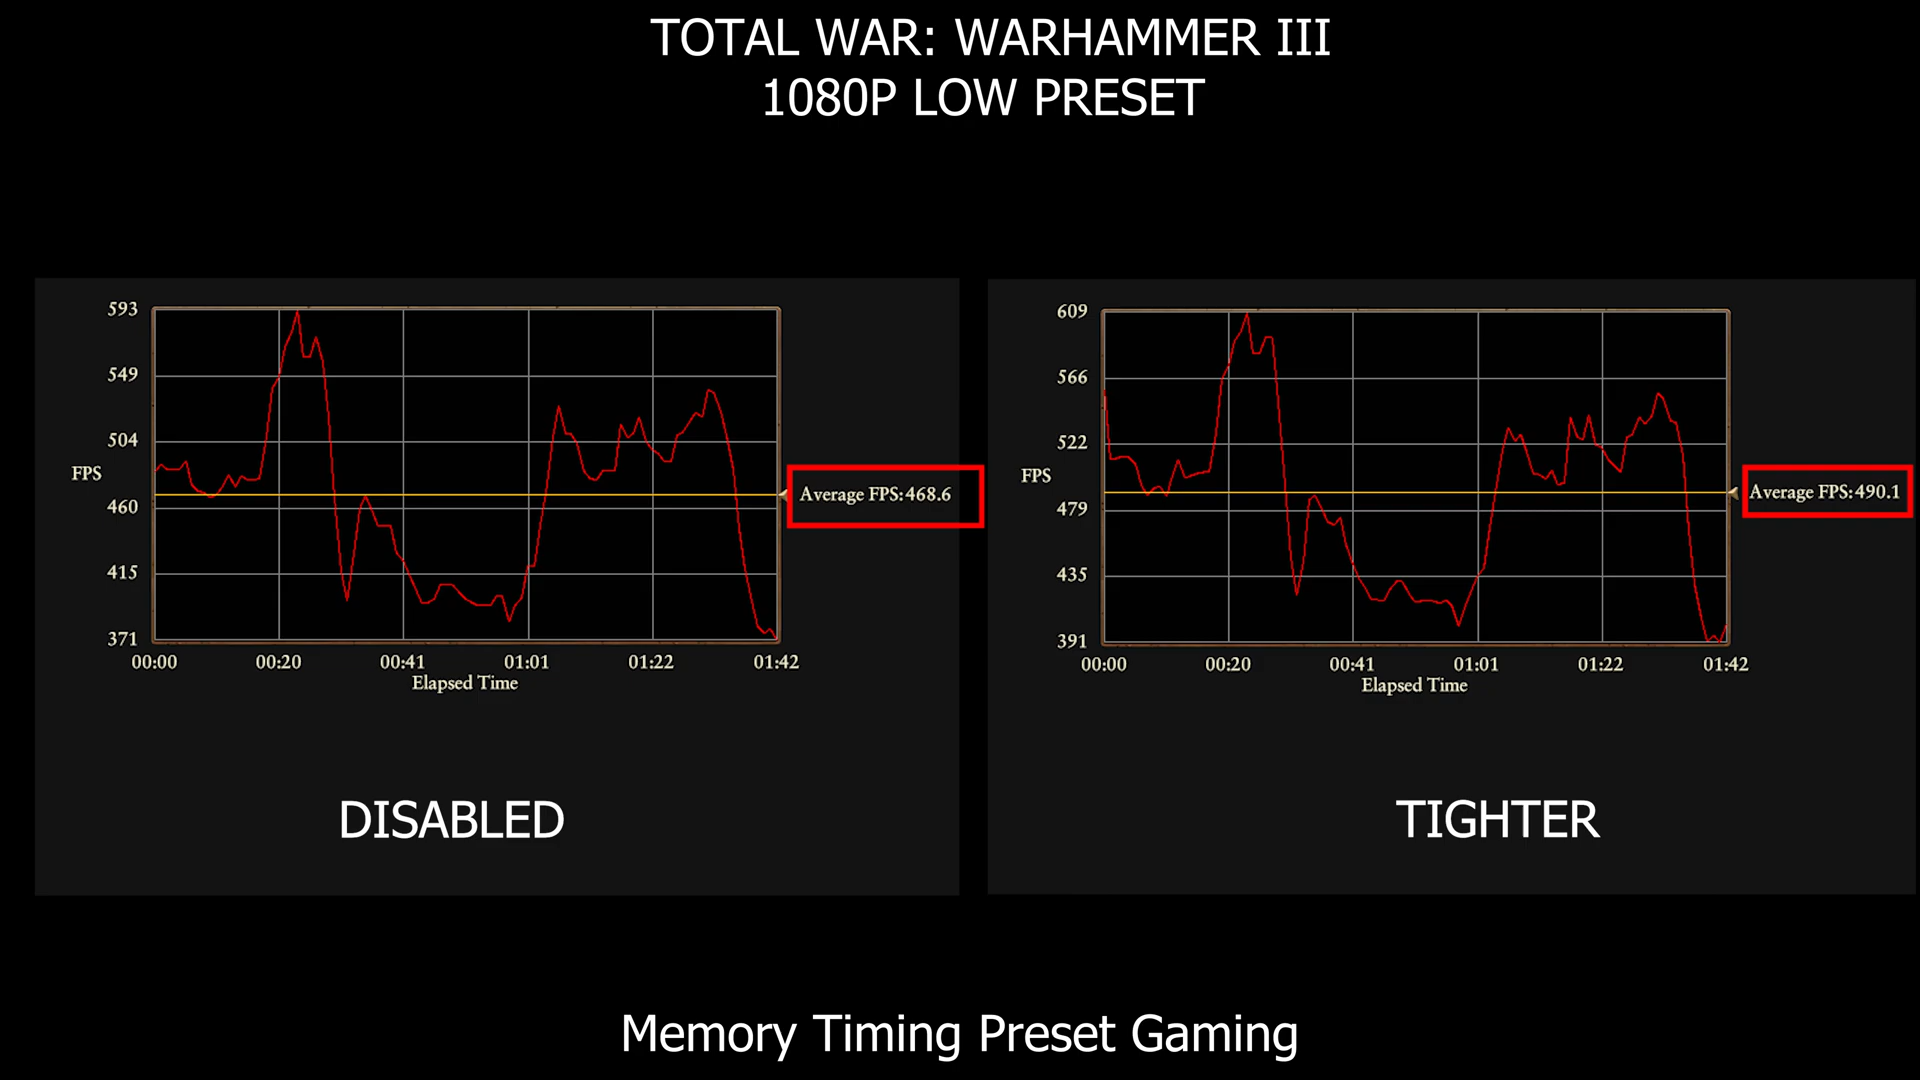 TOTAL WAR: WARHAMMER III
1080P LOW PRESET
593
549
504
FPS
460
415
371
00:00 00:20 00:41 01:01 01:22 01:42
Elapsed Time
Average FPS: 468.6
DISABLED
609
566
522
FPS
479
435
391
00:00 00:20 00:41 01:01 01:22 01:42
Elapsed Time
Average FPS: 490.1
TIGHTER
Memory Timing Preset Gaming